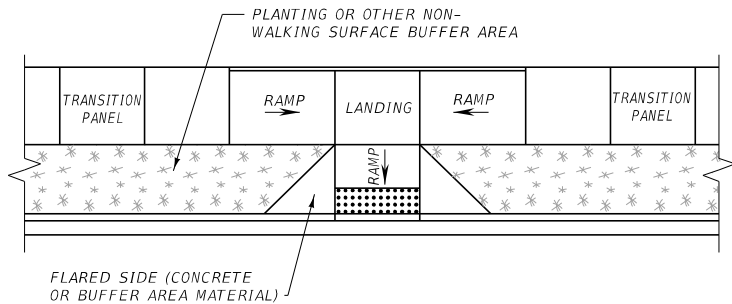 PLANTING OR OTHER NON-
WALKING SURFACE BUFFER AREA
TRANSITION
PANEL
RAMP
LANDING
RAMP
TRANSITION
PANEL
RAMP
FLARED SIDE (CONCRETE
OR BUFFER AREA MATERIAL)